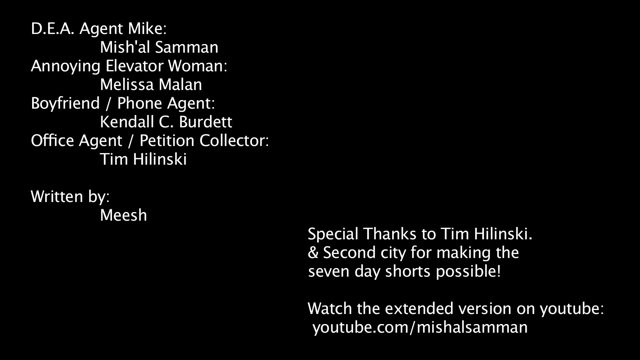 D.E.A. Agent Mike:
Mish'al Samman
Annoying Elevator Woman:
Melissa Malan
Boyfriend / Phone Agent:
Kendall C. Burdett
Office Agent / Petition Collector:
Tim Hilinski
Written by:
Meesh
Special Thanks to Tim Hilinski.
& Second city for making the
seven day shorts possible!
Watch the extended version on youtube:
youtube.com/mishalsamman